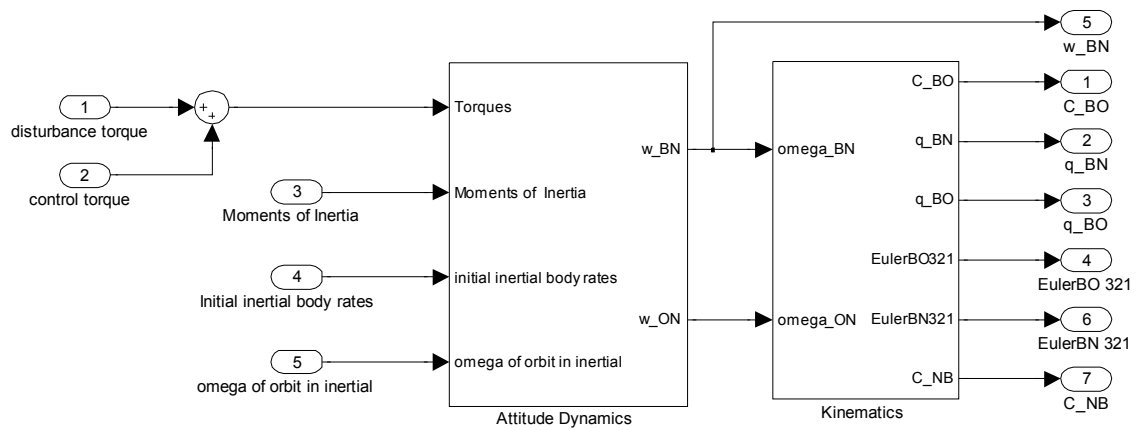 1
disturbance torque
2
control torque
+
+
3
Moments of Inertia
4
Initial inertial body rates
5
omega of orbit in inertial
Torques
Moments of Inertia
initial inertial body rates
omega of orbit in inertial
w_BN
w_ON
Attitude Dynamics
omega_BN
omega_ON
C_BO
q_BN
q_BO
EulerBO321
EulerBN321
C_NB
Kinematics
5
w_BN
1
C_BO
2
q_BN
3
q_BO
4
EulerBO 321
6
EulerBN 321
7
C_NB